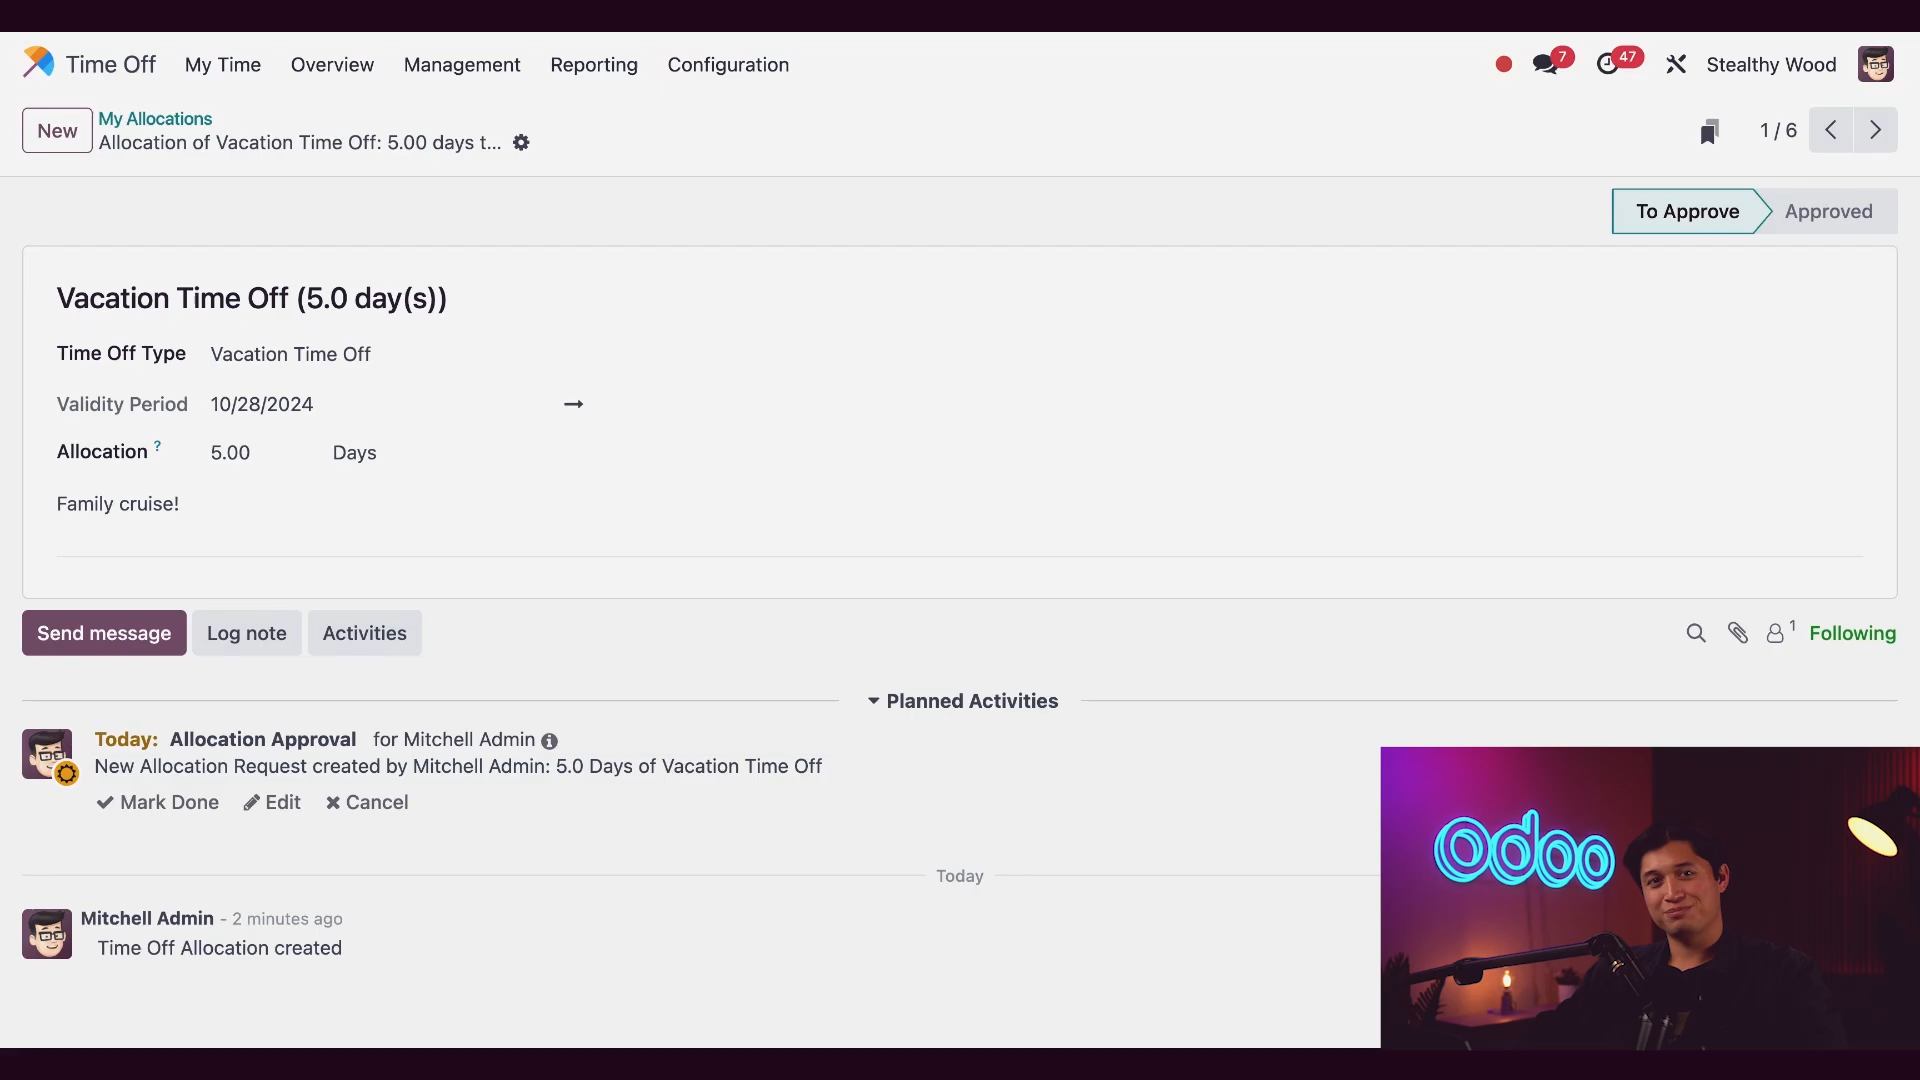 Time Off My Time Overview Management Reporting Configuration 7 47 Stealthy Wood
New My Allocations
Allocation of Vacation Time Off: 5.00 days t... 1 / 6
To Approve Approved
Vacation Time Off (5.0 day(s))
Time Off Type Vacation Time Off
Validity Period 10/28/2024 →
Allocation ? 5.00 Days
Family cruise!
Send message Log note Activities 1 Following
Planned Activities
Today: Allocation Approval for Mitchell Admin
New Allocation Request created by Mitchell Admin: 5.0 Days of Vacation Time Off
Mark Done Edit Cancel
Today
Mitchell Admin - 2 minutes ago
Time Off Allocation created
odoo